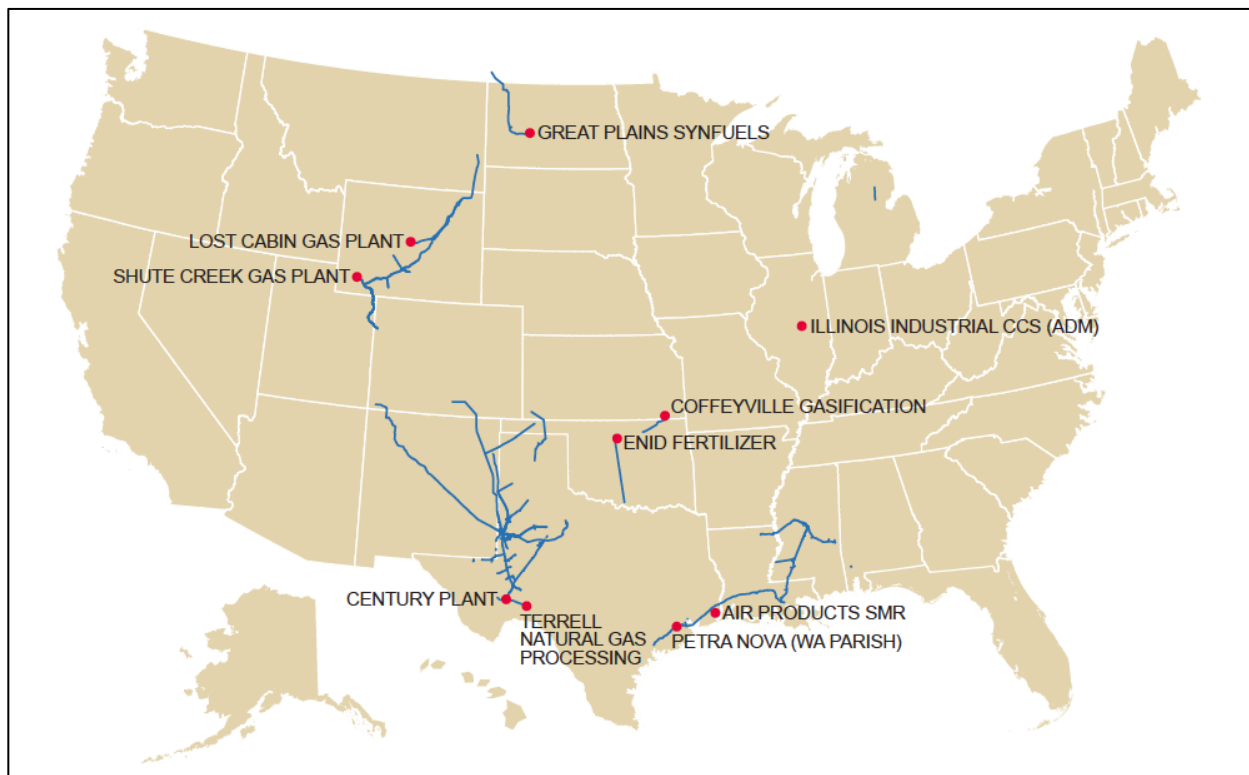 GREAT PLAINS SYNFUELS
LOST CABIN GAS PLANT
SHUTE CREEK GAS PLANT
ILLINOIS INDUSTRIAL CCS (ADM)
COFFEYVILLE GASIFICATION
ENID FERTILIZER
CENTURY PLANT
TERRELL
NATURAL GAS
PROCESSING
AIR PRODUCTS SMR
PETRA NOVA (WA PARISH)